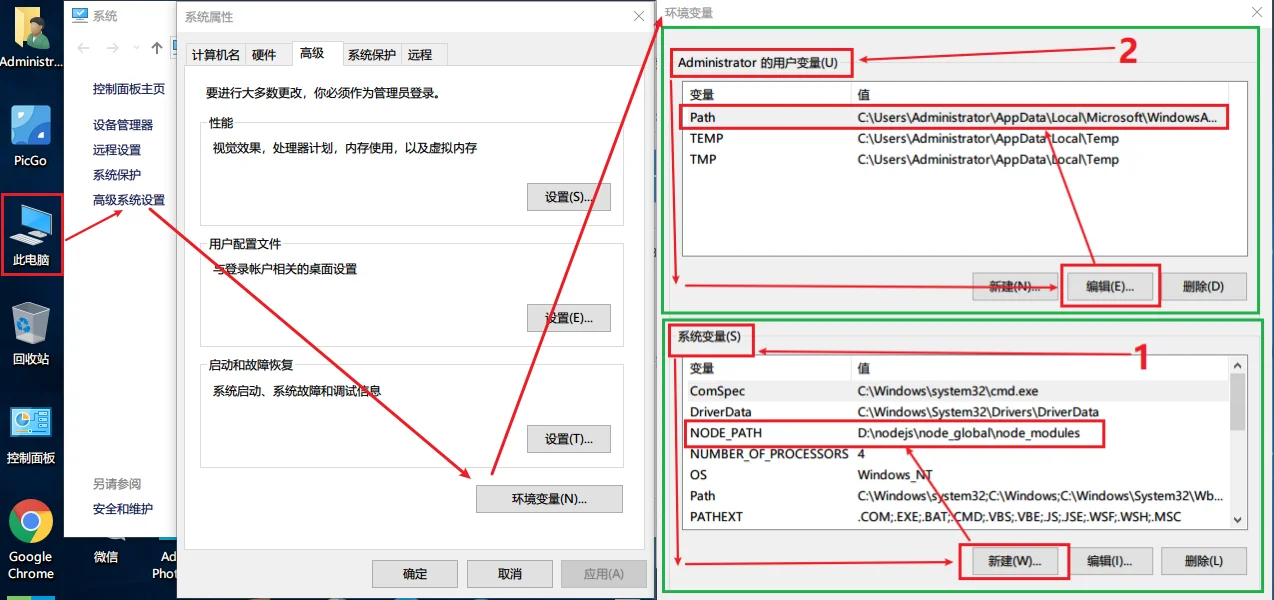 Administr...
PicGo
此电脑
回收站
控制面板
Google
Chrome
微信
Ad
Phot
系统
控制面板主页
设备管理器
远程设置
系统保护
高级系统设置
另请参阅
安全和维护
系统属性
计算机名 硬件 高级 系统保护 远程
要进行大多数更改，你必须作为管理员登录。
性能
视觉效果，处理器计划，内存使用，以及虚拟内存
设置(S)...
用户配置文件
与登录帐户相关的桌面设置
设置(E)...
启动和故障恢复
系统启动、系统故障和调试信息
设置(T)...
环境变量(N)...
确定 取消 应用(A)
环境变量
2
Administrator 的用户变量(U)
变量 值
Path C:\Users\Administrator\AppData\Local\Microsoft\WindowsA...
TEMP C:\Users\Administrator\AppData\Local\Temp
TMP C:\Users\Administrator\AppData\Local\Temp
新建(N)... 编辑(E)... 删除(D)
系统变量(S)
1
变量 值
ComSpec C:\Windows\system32\cmd.exe
DriverData C:\Windows\System32\Drivers\DriverData
NODE_PATH D:\nodejs\node_global\node_modules
NUMBER_OF_PROCESSORS 4
OS Windows_NT
Path C:\Windows\system32;C:\Windows;C:\Windows\System32\Wb...
PATHEXT .COM;.EXE;.BAT;.CMD;.VBS;.VBE;.JS;.JSE;.WSF;.WSH;.MSC
新建(W)... 编辑(I)... 删除(L)